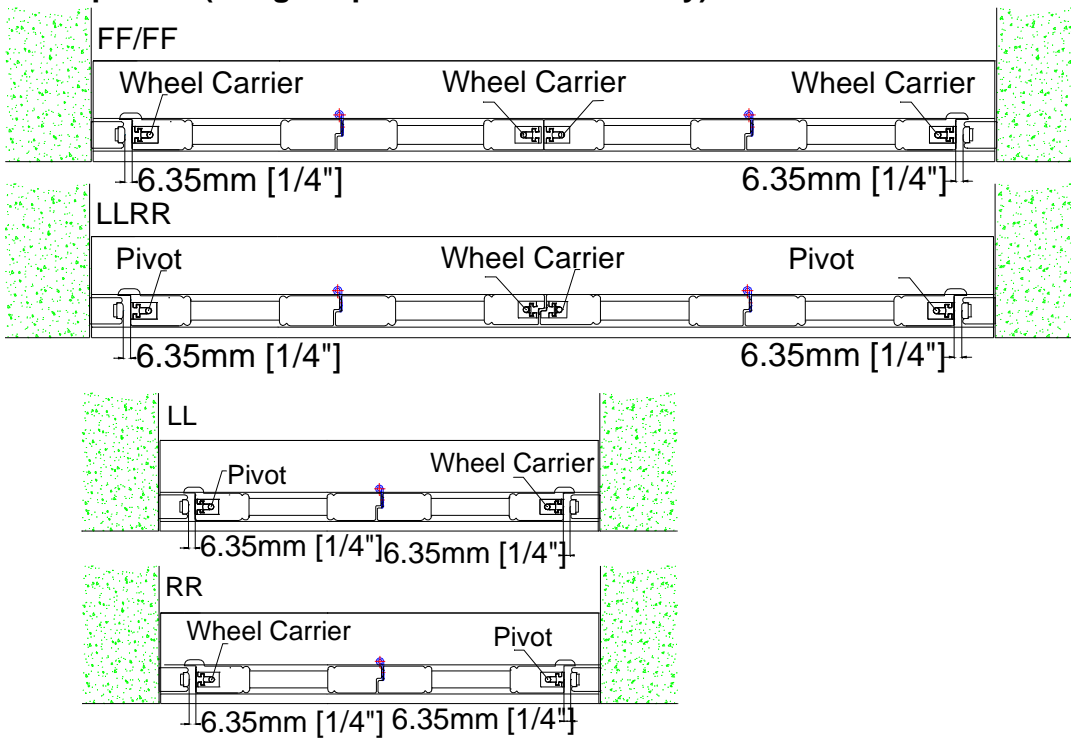 FF/FF
Wheel Carrier Wheel Carrier Wheel Carrier
6.35mm [1/4"] 6.35mm [1/4"]
LLRR
Pivot Wheel Carrier Pivot
6.35mm [1/4"] 6.35mm [1/4"]
LL
Pivot Wheel Carrier
6.35mm [1/4"] 6.35mm [1/4"]
RR
Wheel Carrier Pivot
6.35mm [1/4"] 6.35mm [1/4"]